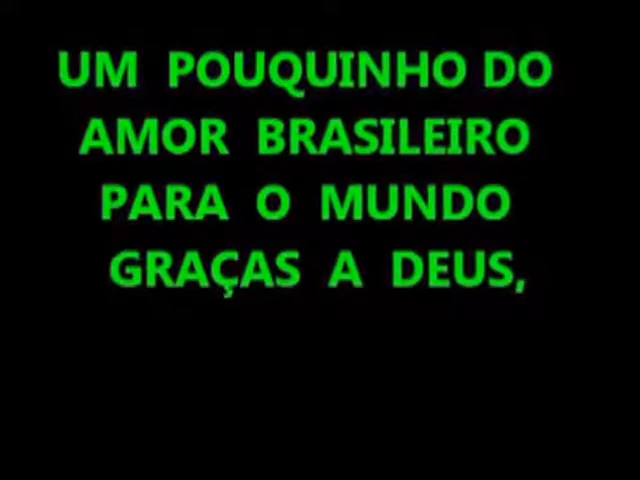 UM POUQUINHO DO
AMOR BRASILEIRO
PARA O MUNDO
GRAÇAS A DEUS,